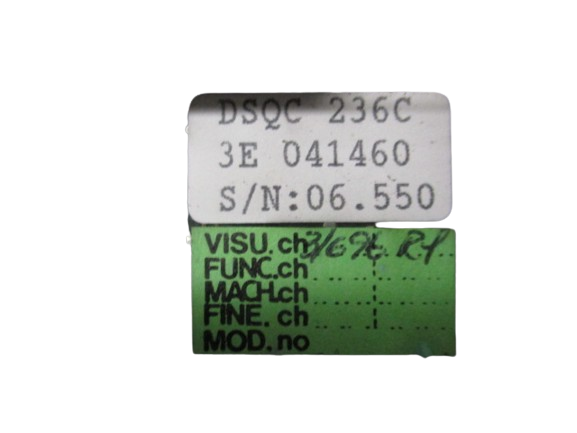 DSQC 236C
3E 041460
S/N:06.550
VISU.ch
FUNC.ch
MACH.ch
FINE. ch
MOD.no